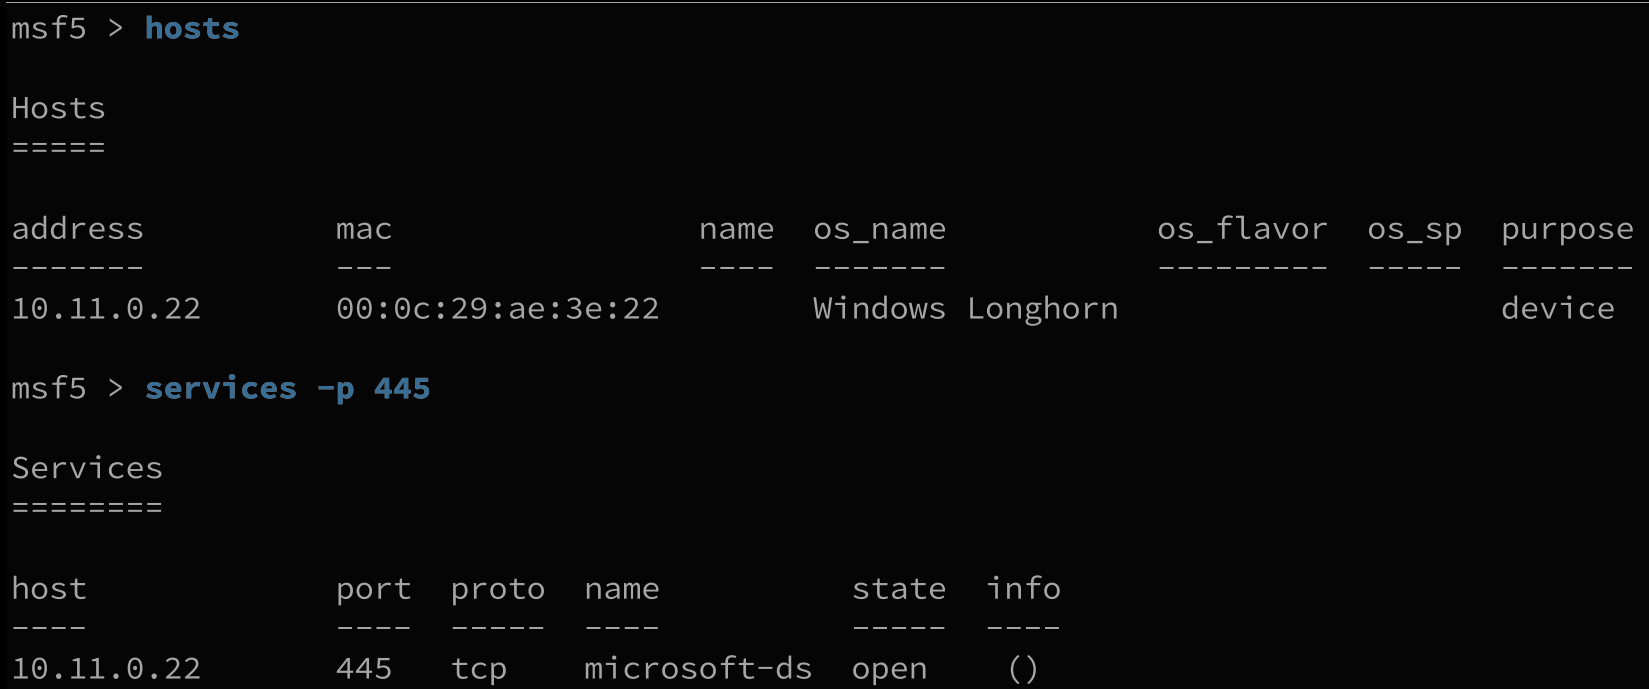 msf5 > hosts
Hosts
=====
address mac name os_name os_flavor os_sp purpose
------- --- ---- ------- --------- ----- -------
10.11.0.22 00:0c:29:ae:3e:22 Windows Longhorn device
msf5 > services -p 445
Services
========
host port proto name state info
---- ---- ----- ---- ----- ----
10.11.0.22 445 tcp microsoft-ds open ()